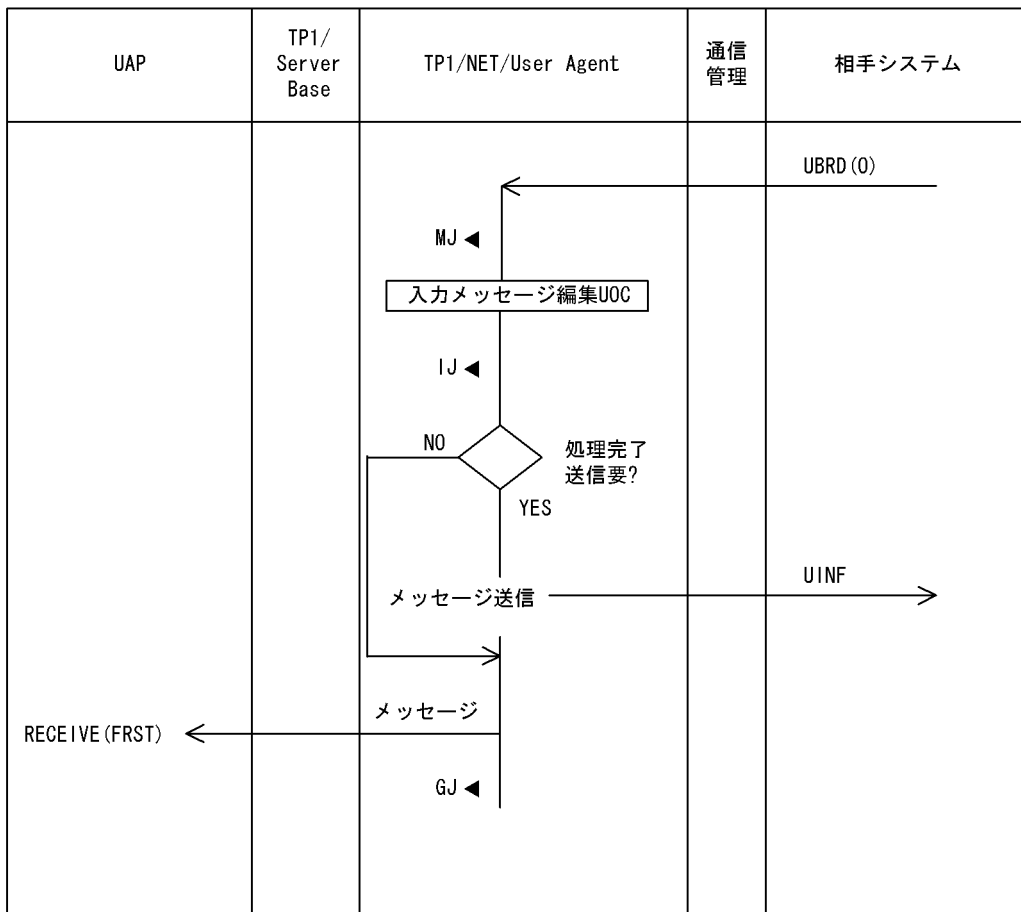 UAP
TP1/
Server
Base
TP1/NET/User Agent
通信
管理
相手システム
UBRD(O)
MJ
入力メッセージ編集UOC
IJ
NO
処理完了
送信要?
YES
メッセージ送信
UINF
メッセージ
RECEIVE(FRST)
GJ